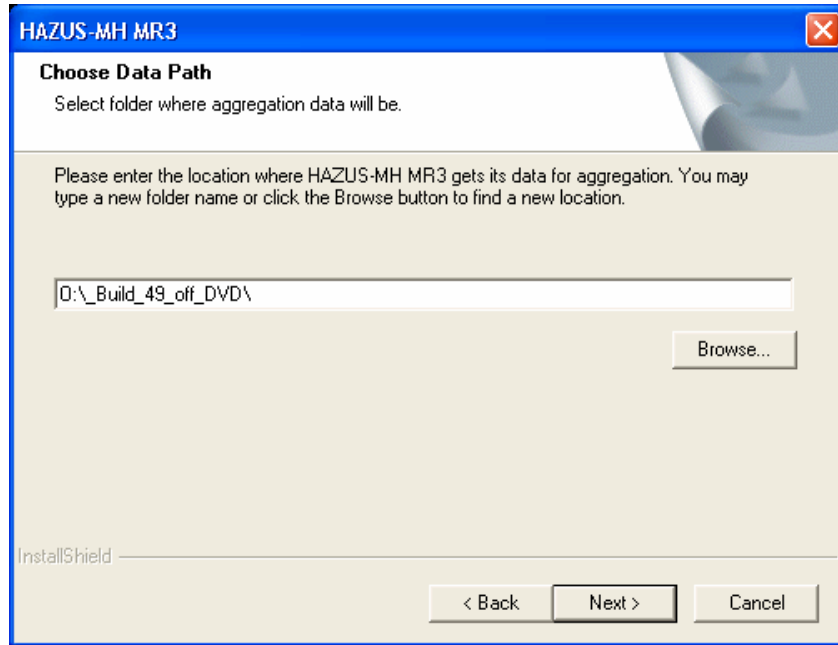 HAZUS-MH MR3
Choose Data Path
Select folder where aggregation data will be.
Please enter the location where HAZUS-MH MR3 gets its data for aggregation. You may
type a new folder name or click the Browse button to find a new location.
O:\_Build_49_off_DVD\
Browse...
InstallShield
< Back
Next >
Cancel